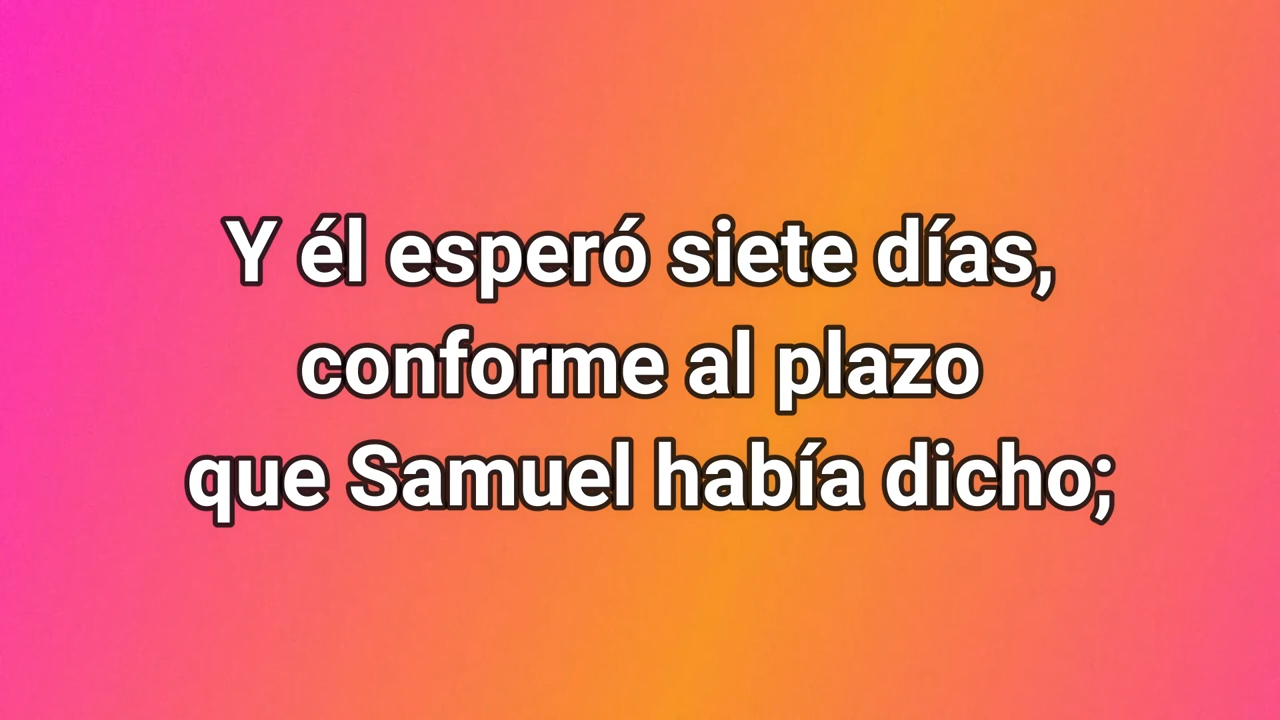 Y él esperó siete días,
conforme al plazo
que Samuel había dicho;